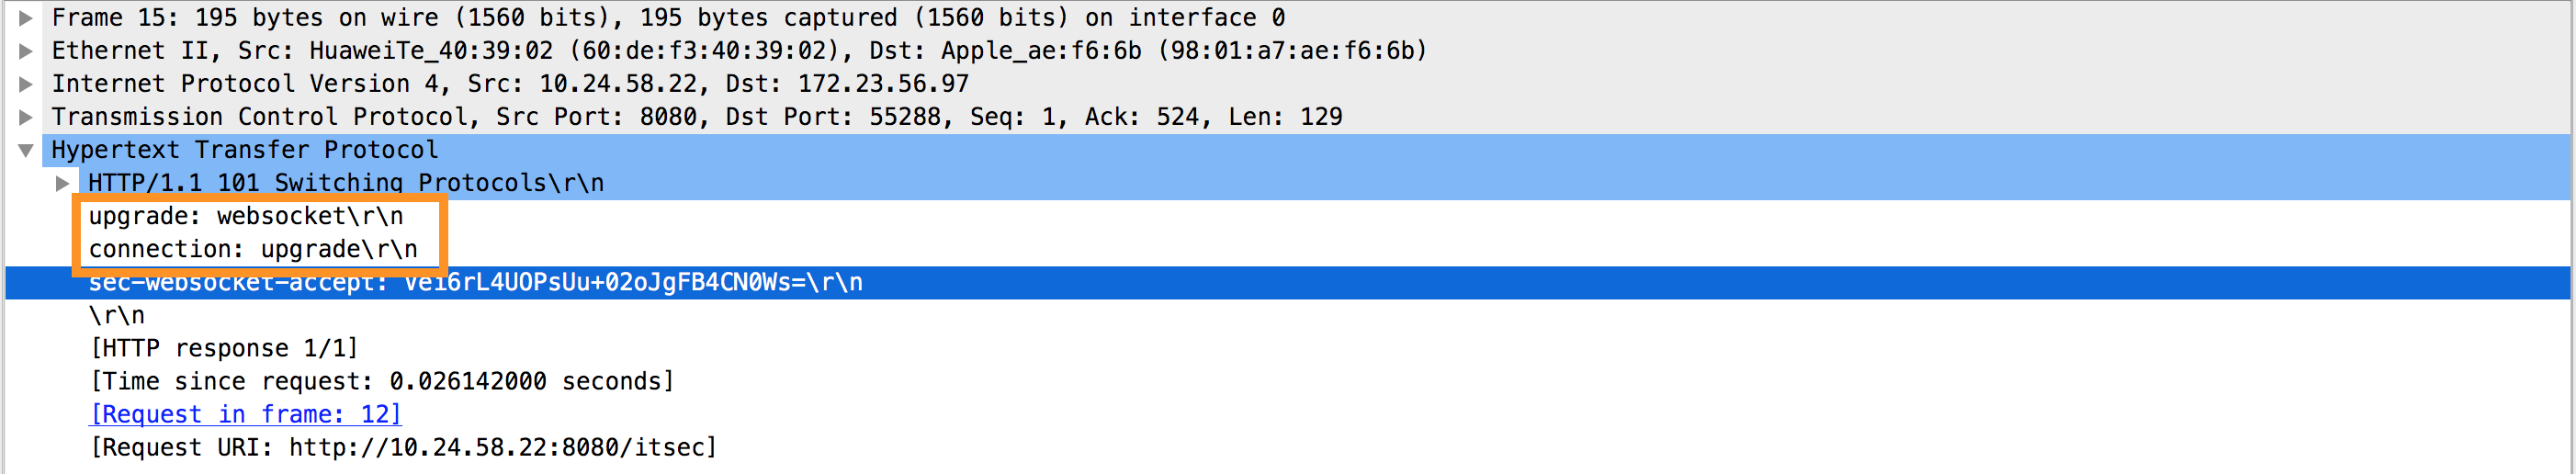 Frame 15: 195 bytes on wire (1560 bits), 195 bytes captured (1560 bits) on interface 0
Ethernet II, Src: HuaweiTe_40:39:02 (60:de:f3:40:39:02), Dst: Apple_ae:f6:6b (98:01:a7:ae:f6:6b)
Internet Protocol Version 4, Src: 10.24.58.22, Dst: 172.23.56.97
Transmission Control Protocol, Src Port: 8080, Dst Port: 55288, Seq: 1, Ack: 524, Len: 129
Hypertext Transfer Protocol
HTTP/1.1 101 Switching Protocols\r\n
upgrade: websocket\r\n
connection: upgrade\r\n
sec-websocket-accept: Vei6rL4UOPsUu+02oJgFB4CN0Ws=\r\n
\r\n
[HTTP response 1/1]
[Time since request: 0.026142000 seconds]
[Request in frame: 12]
[Request URI: http://10.24.58.22:8080/itsec]